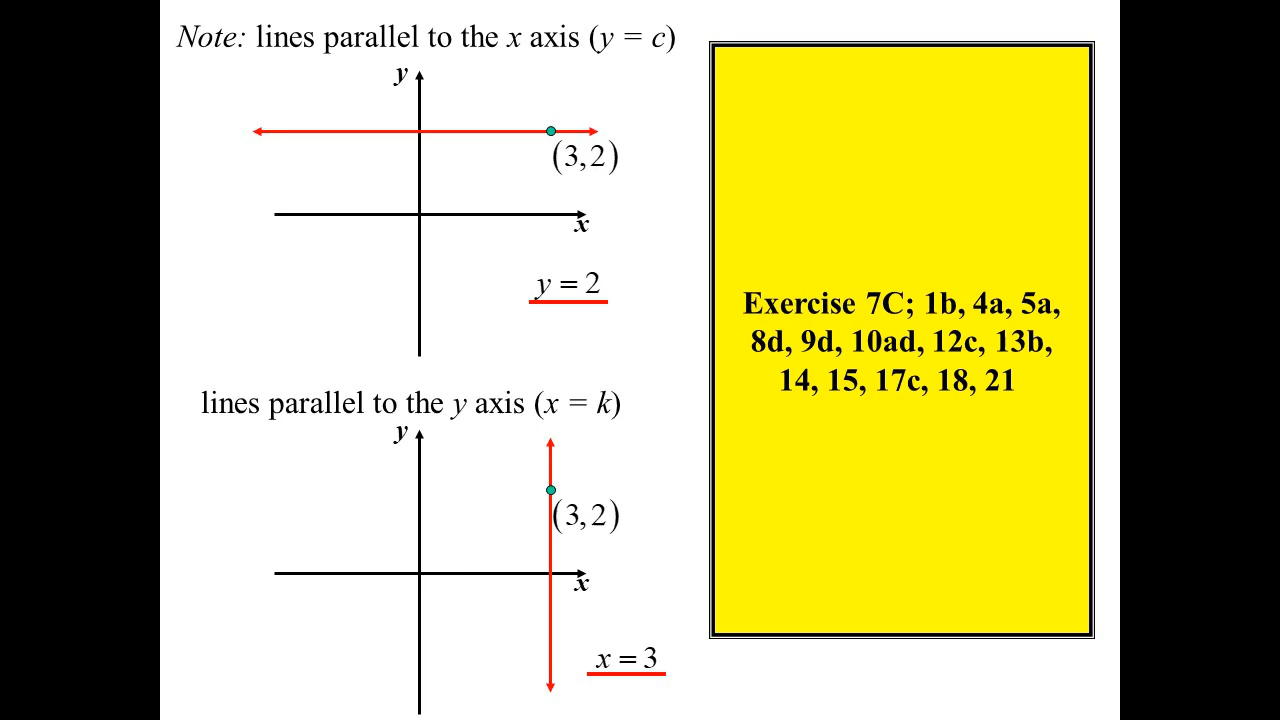 Note: lines parallel to the x axis (y = c)
y
(3,2)
x
y = 2
lines parallel to the y axis (x = k)
y
(3,2)
x
x = 3
Exercise 7C; 1b, 4a, 5a,
8d, 9d, 10ad, 12c, 13b,
14, 15, 17c, 18, 21